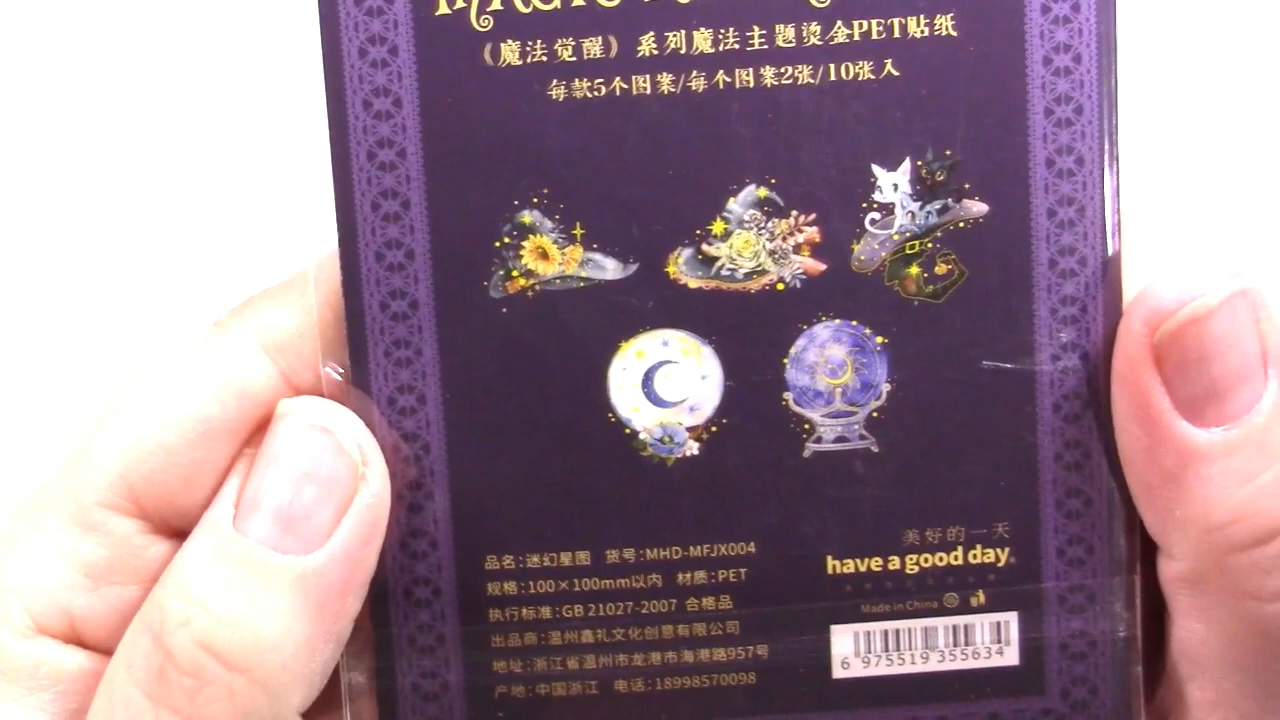 《魔法觉醒》系列魔法主题烫金PET贴纸
每款5个图案/每个图案2张/10张入
品名:迷幻星图 货号:MHD-MFJX004
规格:100×100mm以内 材质:PET
执行标准:GB 21027-2007 合格品
出品商:温州鑫礼文化创意有限公司
地址:浙江省温州市龙港市海港路957号
产地:中国浙江 电话:18998570098
美好的一天
have a good day.
Made in China
6 975519 355634